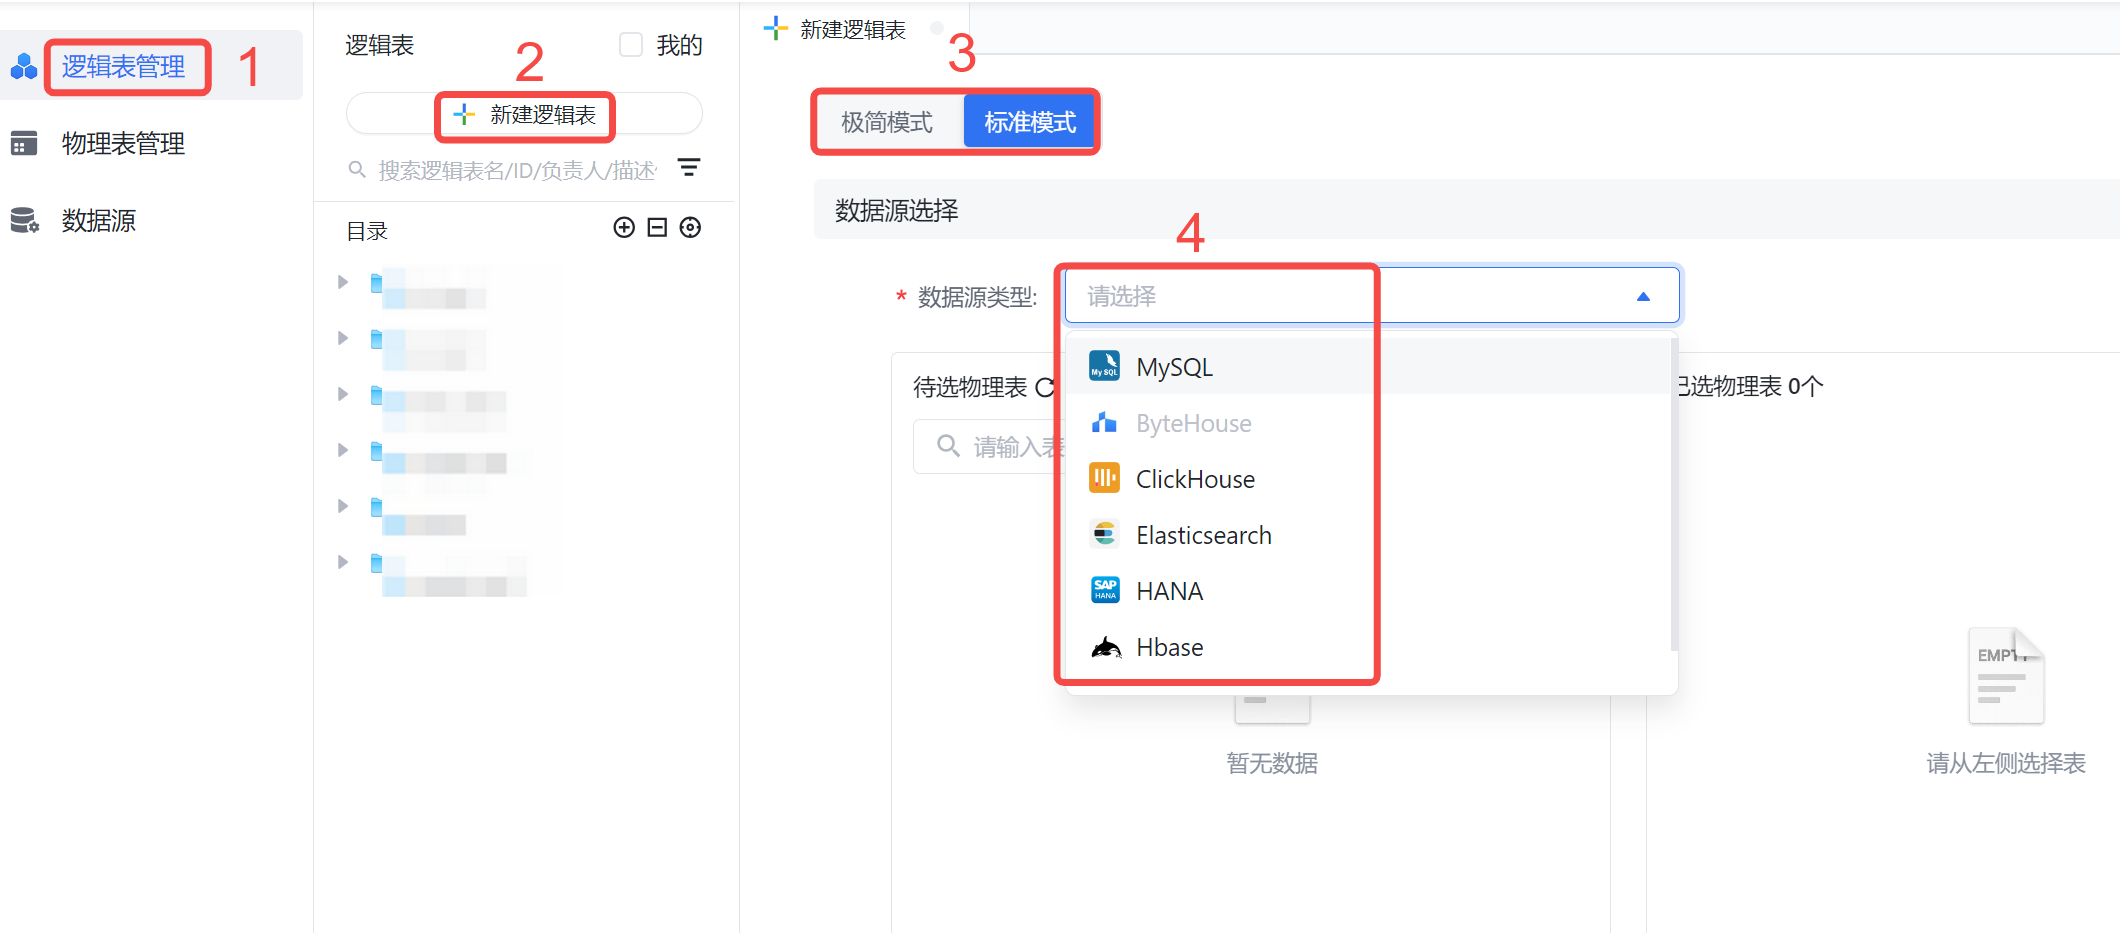 逻辑表管理
1
物理表管理
数据源
逻辑表
我的
2
新建逻辑表
搜索逻辑表名/ID/负责人/描述
目录
新建逻辑表
3
极简模式
标准模式
数据源选择
4
* 数据源类型:
请选择
MySQL
ByteHouse
ClickHouse
Elasticsearch
SAP HANA
HANA
Hbase
待选物理表
请输入表
暂无数据
已选物理表 0个
EMPTY
请从左侧选择表